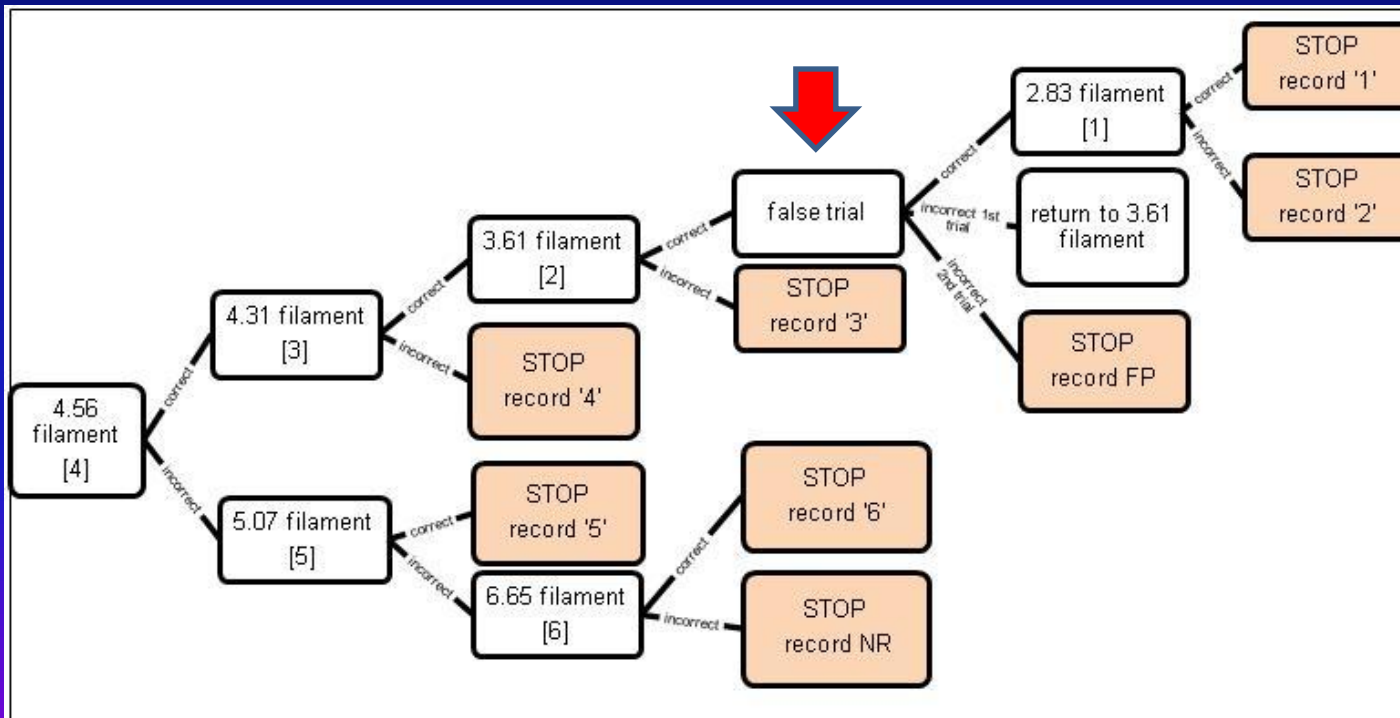 4.56
filament
[4]
correct
incorrect
4.31 filament
[3]
correct
incorrect
5.07 filament
[5]
correct
incorrect
3.61 filament
[2]
correct
incorrect
STOP
record '4'
STOP
record '5'
6.65 filament
[6]
correct
incorrect
false trial
correct
incorrect 1st
trial
incorrect
2nd trial
STOP
record '3'
STOP
record '6'
STOP
record NR
2.83 filament
[1]
correct
incorrect
return to 3.61
filament
STOP
record FP
STOP
record '1'
STOP
record '2'